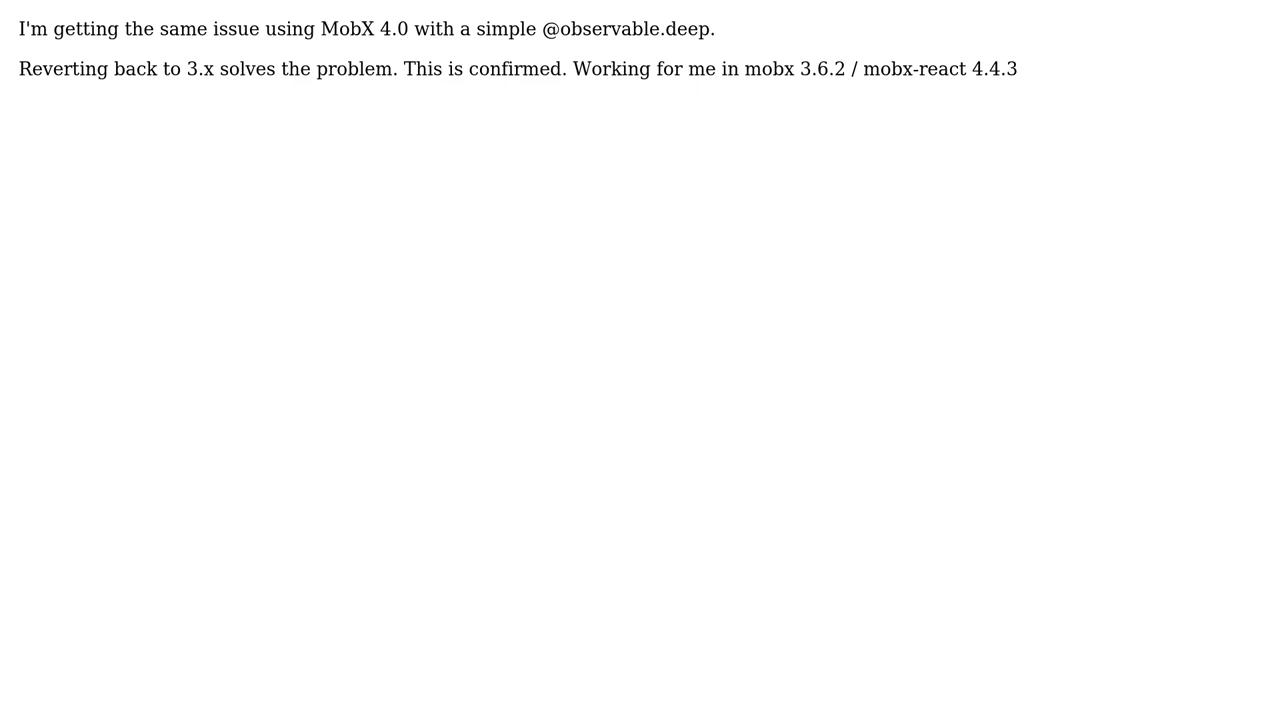 I'm getting the same issue using MobX 4.0 with a simple @observable.deep.
Reverting back to 3.x solves the problem. This is confirmed. Working for me in mobx 3.6.2 / mobx-react 4.4.3